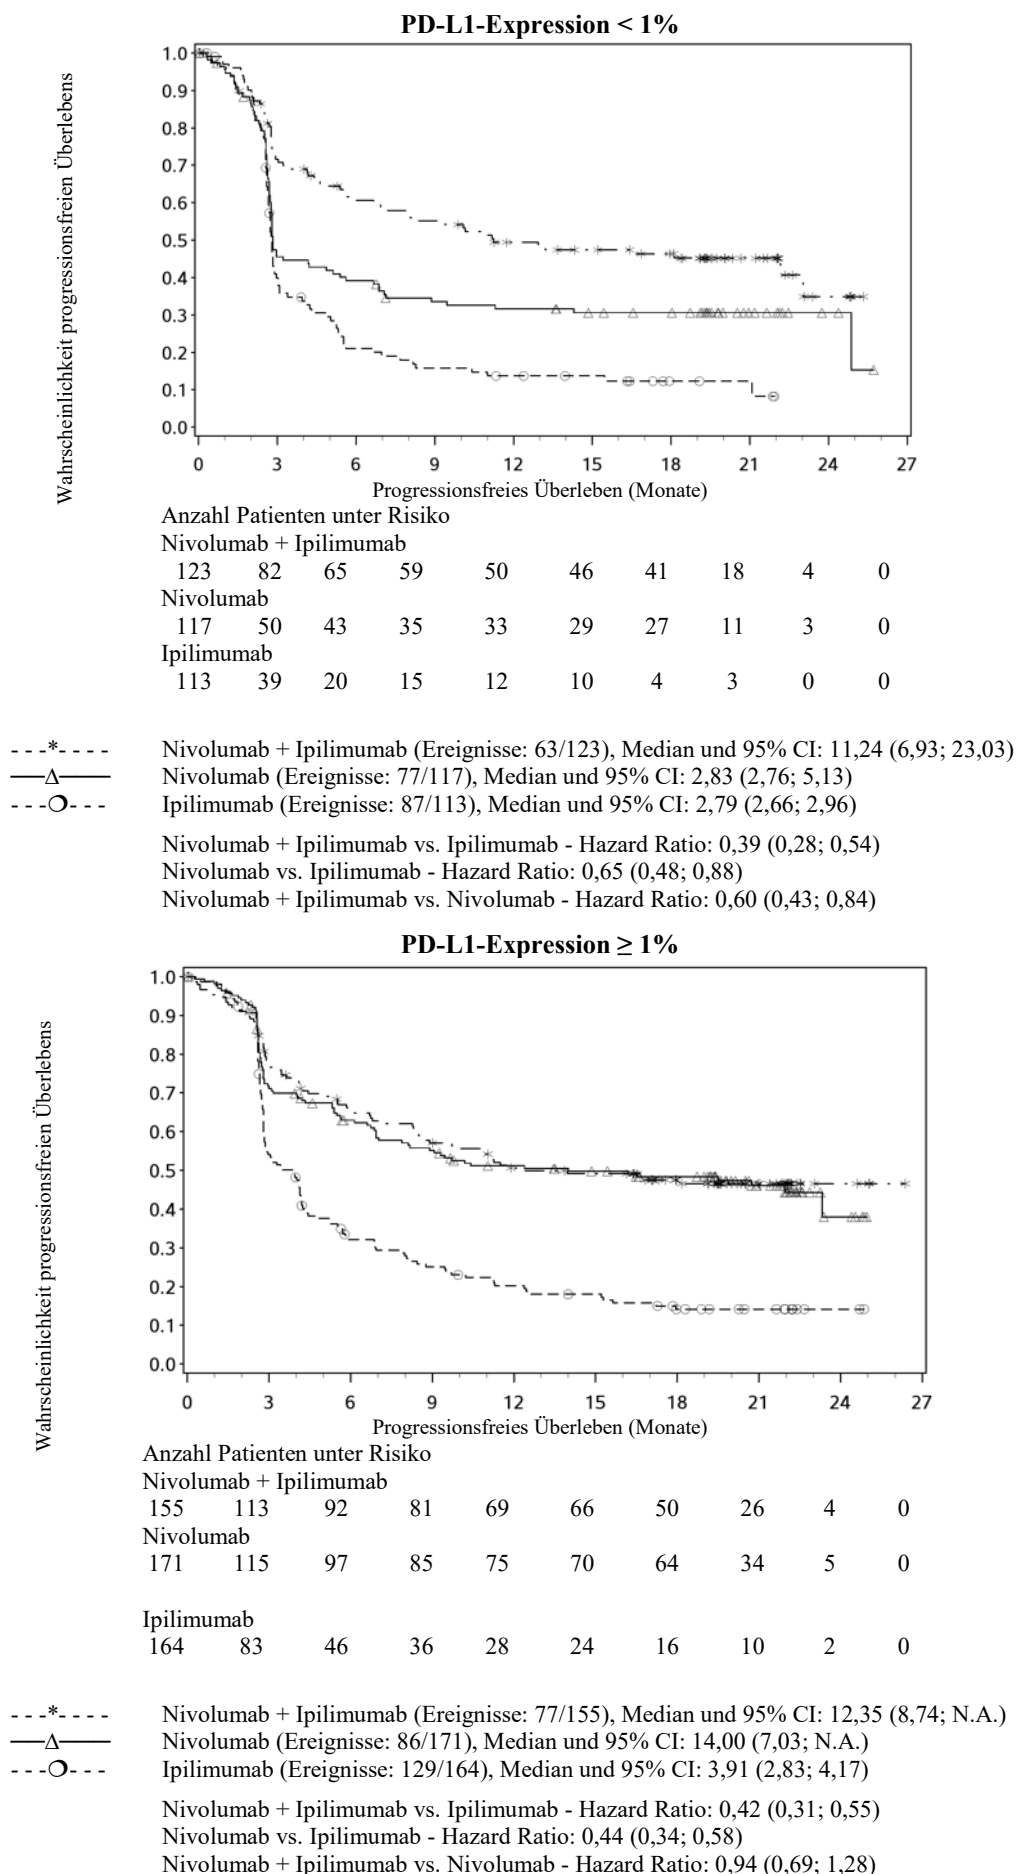 PD-L1-Expression < 1%
Wahrscheinlichkeit progressionsfreien Überlebens
1.0
0.9
0.8
0.7
0.6
0.5
0.4
0.3
0.2
0.1
0.0
0 3 6 9 12 15 18 21 24 27
Progressionsfreies Überleben (Monate)
Anzahl Patienten unter Risiko
Nivolumab + Ipilimumab
123 82 65 59 50 46 41 18 4 0
Nivolumab
117 50 43 35 33 29 27 11 3 0
Ipilimumab
113 39 20 15 12 10 4 3 0 0
- - -*- - - - Nivolumab + Ipilimumab (Ereignisse: 63/123), Median und 95% CI: 11,24 (6,93; 23,03)
──Δ─── Nivolumab (Ereignisse: 77/117), Median und 95% CI: 2,83 (2,76; 5,13)
- - -❍- - - Ipilimumab (Ereignisse: 87/113), Median und 95% CI: 2,79 (2,66; 2,96)
Nivolumab + Ipilimumab vs. Ipilimumab - Hazard Ratio: 0,39 (0,28; 0,54)
Nivolumab vs. Ipilimumab - Hazard Ratio: 0,65 (0,48; 0,88)
Nivolumab + Ipilimumab vs. Nivolumab - Hazard Ratio: 0,60 (0,43; 0,84)
PD-L1-Expression ≥ 1%
Wahrscheinlichkeit progressionsfreien Überlebens
1.0
0.9
0.8
0.7
0.6
0.5
0.4
0.3
0.2
0.1
0.0
0 3 6 9 12 15 18 21 24 27
Progressionsfreies Überleben (Monate)
Anzahl Patienten unter Risiko
Nivolumab + Ipilimumab
155 113 92 81 69 66 50 26 4 0
Nivolumab
171 115 97 85 75 70 64 34 5 0
Ipilimumab
164 83 46 36 28 24 16 10 2 0
- - -*- - - - Nivolumab + Ipilimumab (Ereignisse: 77/155), Median und 95% CI: 12,35 (8,74; N.A.)
──Δ─── Nivolumab (Ereignisse: 86/171), Median und 95% CI: 14,00 (7,03; N.A.)
- - -❍- - - Ipilimumab (Ereignisse: 129/164), Median und 95% CI: 3,91 (2,83; 4,17)
Nivolumab + Ipilimumab vs. Ipilimumab - Hazard Ratio: 0,42 (0,31; 0,55)
Nivolumab vs. Ipilimumab - Hazard Ratio: 0,44 (0,34; 0,58)
Nivolumab + Ipilimumab vs. Nivolumab - Hazard Ratio: 0,94 (0,69; 1,28)